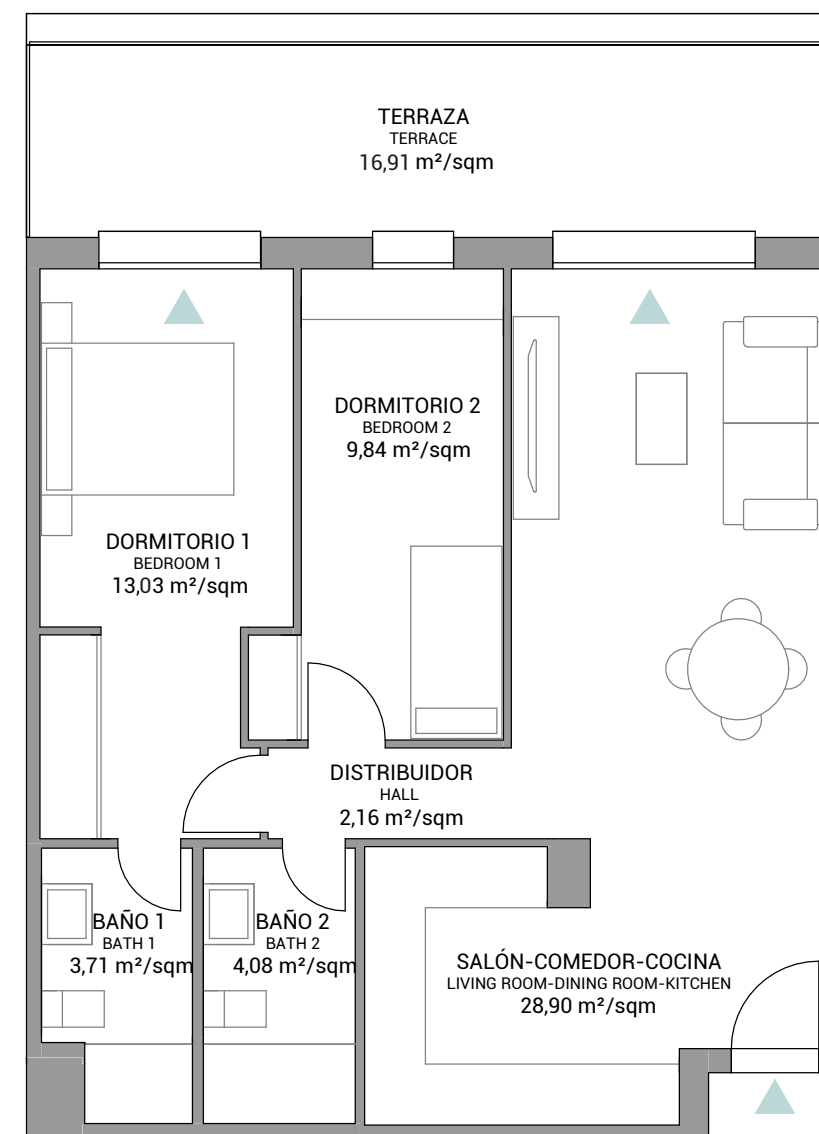 TERRAZA
TERRACE
16,91 m²/sqm
DORMITORIO 2
BEDROOM 2
9,84 m²/sqm
DORMITORIO 1
BEDROOM 1
13,03 m²/sqm
DISTRIBUIDOR
HALL
2,16 m²/sqm
BAÑO 1
BATH 1
3,71 m²/sqm
BAÑO 2
BATH 2
4,08 m²/sqm
SALÓN-COMEDOR-COCINA
LIVING ROOM-DINING ROOM-KITCHEN
28,90 m²/sqm